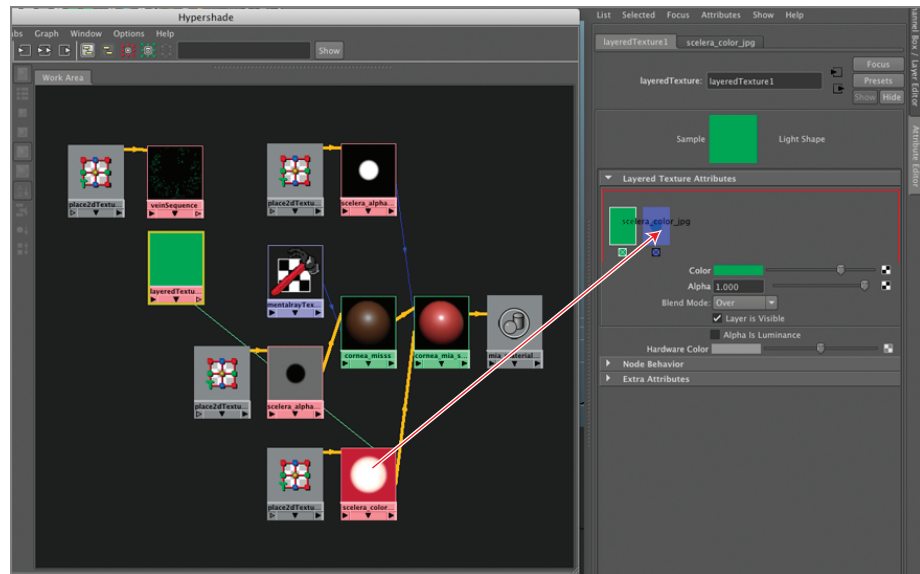 Hypershade
bs Graph Window Options Help
Show
Work Area
place2dTextu...
veinSequence
place2dTextu...
scelera_alpha...
layeredTextu...
mentalrayTex...
cornea_misss
cornea_mia_s...
mia_material...
place2dTextu...
scelera_alpha...
place2dTextu...
scelera_color...
List Selected Focus Attributes Show Help
layeredTexture1 scelera_color_jpg
layeredTexture: layeredTexture1
Focus
Presets
Show Hide
Sample Light Shape
Layered Texture Attributes
scelera_color_jpg
Color
Alpha 1.000
Blend Mode: Over
Layer is Visible
Alpha Is Luminance
Hardware Color
Node Behavior
Extra Attributes
annel Box / Layer Editor
Attribute Editor